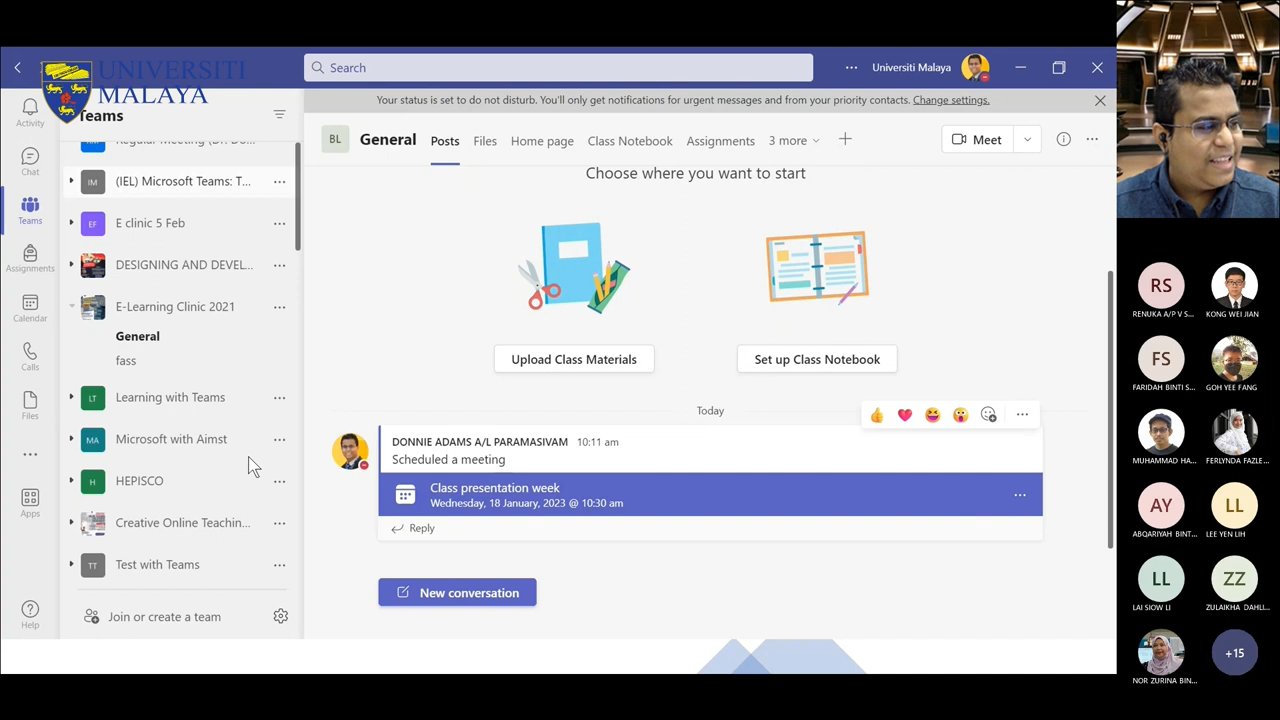 UNIVERSITI
MALAYA
Search
Universiti Malaya
Your status is set to do not disturb. You'll only get notifications for urgent messages and from your priority contacts. Change settings.
Activity
Chat
Teams
Assignments
Calendar
Calls
Files
Apps
Help
Teams
IM
(IEL) Microsoft Teams: T...
EF
E clinic 5 Feb
DESIGNING AND DEVEL...
E-Learning Clinic 2021
General
fass
LT
Learning with Teams
MA
Microsoft with Aimst
H
HEPISCO
Creative Online Teachin...
TT
Test with Teams
Join or create a team
BL
General
Posts
Files
Home page
Class Notebook
Assignments
3 more
Meet
Choose where you want to start
Upload Class Materials
Set up Class Notebook
Today
DONNIE ADAMS A/L PARAMASIVAM 10:11 am
Scheduled a meeting
Class presentation week
Wednesday, 18 January, 2023 @ 10:30 am
Reply
New conversation
RS
RENUKA A/P V S...
KONG WEI JIAN
FS
FARIDAH BINTI S...
GOH YEE FANG
MUHAMMAD HA...
FERLYNDA FAZLE...
AY
ABQARIYAH BINT...
LL
LEE YEN LIH
LL
LAI SIOW LI
ZZ
ZULAIKHA DAHLI...
NOR ZURINA BIN...
+15